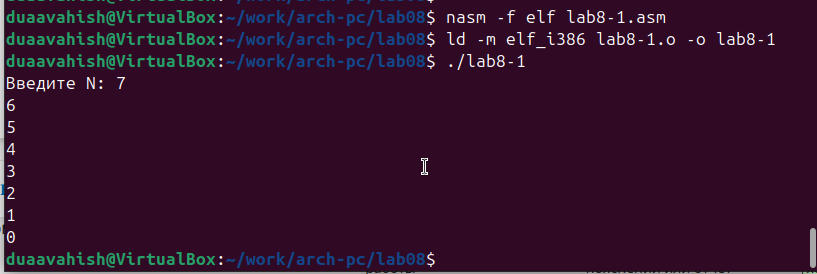 duaavahish@VirtualBox:~/work/arch-pc/lab08$ nasm -f elf lab8-1.asm
duaavahish@VirtualBox:~/work/arch-pc/lab08$ ld -m elf_i386 lab8-1.o -o lab8-1
duaavahish@VirtualBox:~/work/arch-pc/lab08$ ./lab8-1
Введите N: 7
6
5
4
3
2
1
0
duaavahish@VirtualBox:~/work/arch-pc/lab08$